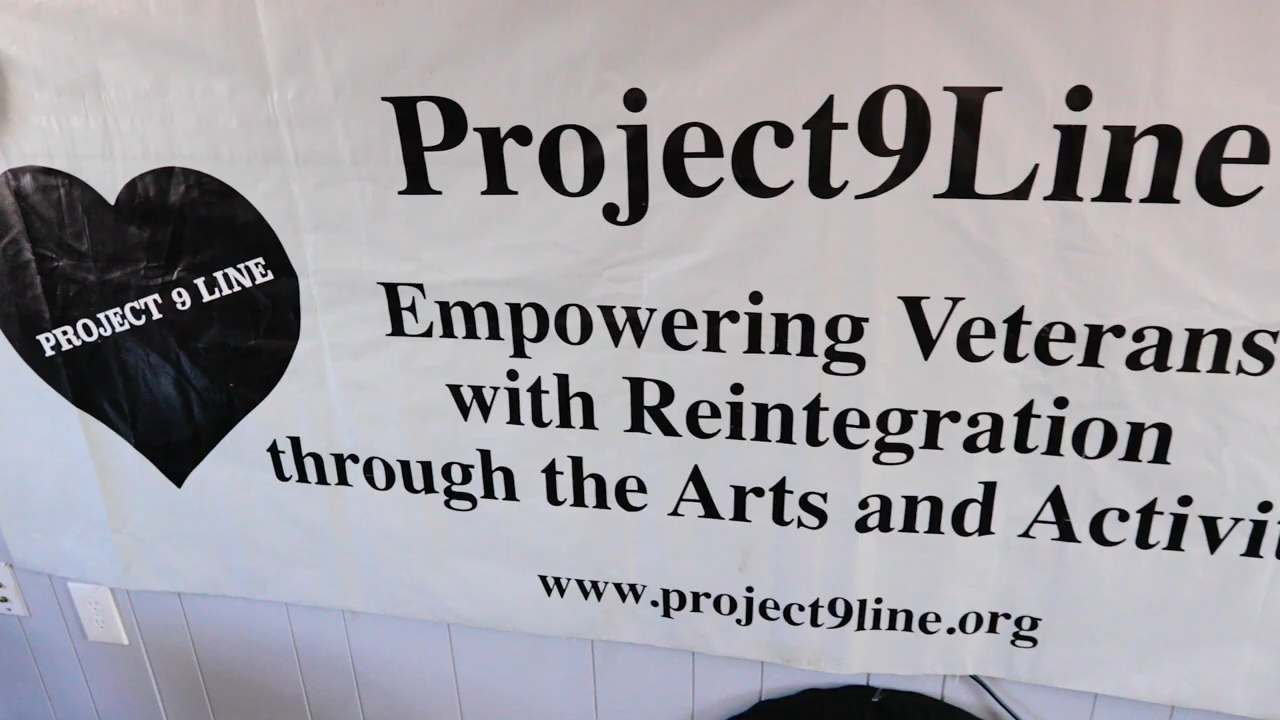 Project9Line
PROJECT 9 LINE
Empowering Veterans
with Reintegration
through the Arts and Activi
www.project9line.org